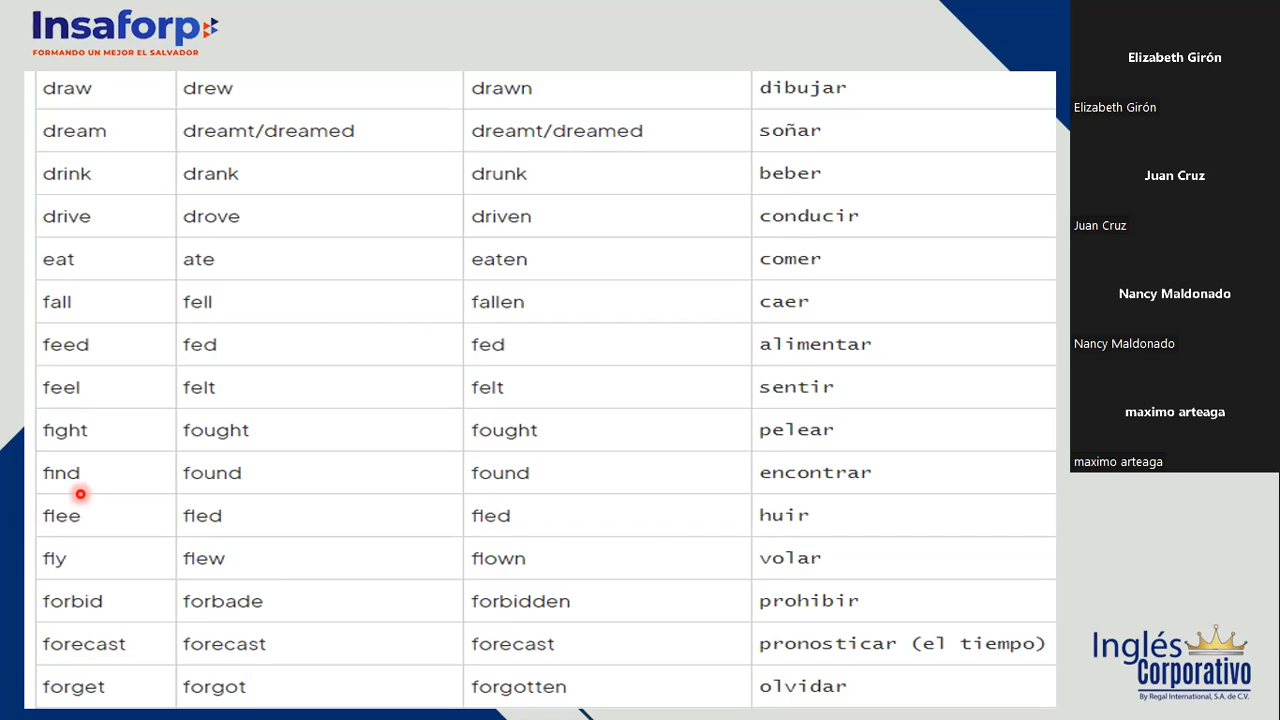 Insaforp
FORMANDO UN MEJOR EL SALVADOR
draw drew drawn dibujar
dream dreamt/dreamed dreamt/dreamed soñar
drink drank drunk beber
drive drove driven conducir
eat ate eaten comer
fall fell fallen caer
feed fed fed alimentar
feel felt felt sentir
fight fought fought pelear
find found found encontrar
flee fled fled huir
fly flew flown volar
forbid forbade forbidden prohibir
forecast forecast forecast pronosticar (el tiempo)
forget forgot forgotten olvidar
Elizabeth Girón
Elizabeth Girón
Juan Cruz
Juan Cruz
Nancy Maldonado
Nancy Maldonado
maximo arteaga
maximo arteaga
Inglés
Corporativo
By Regal International, S.A. de C.V.